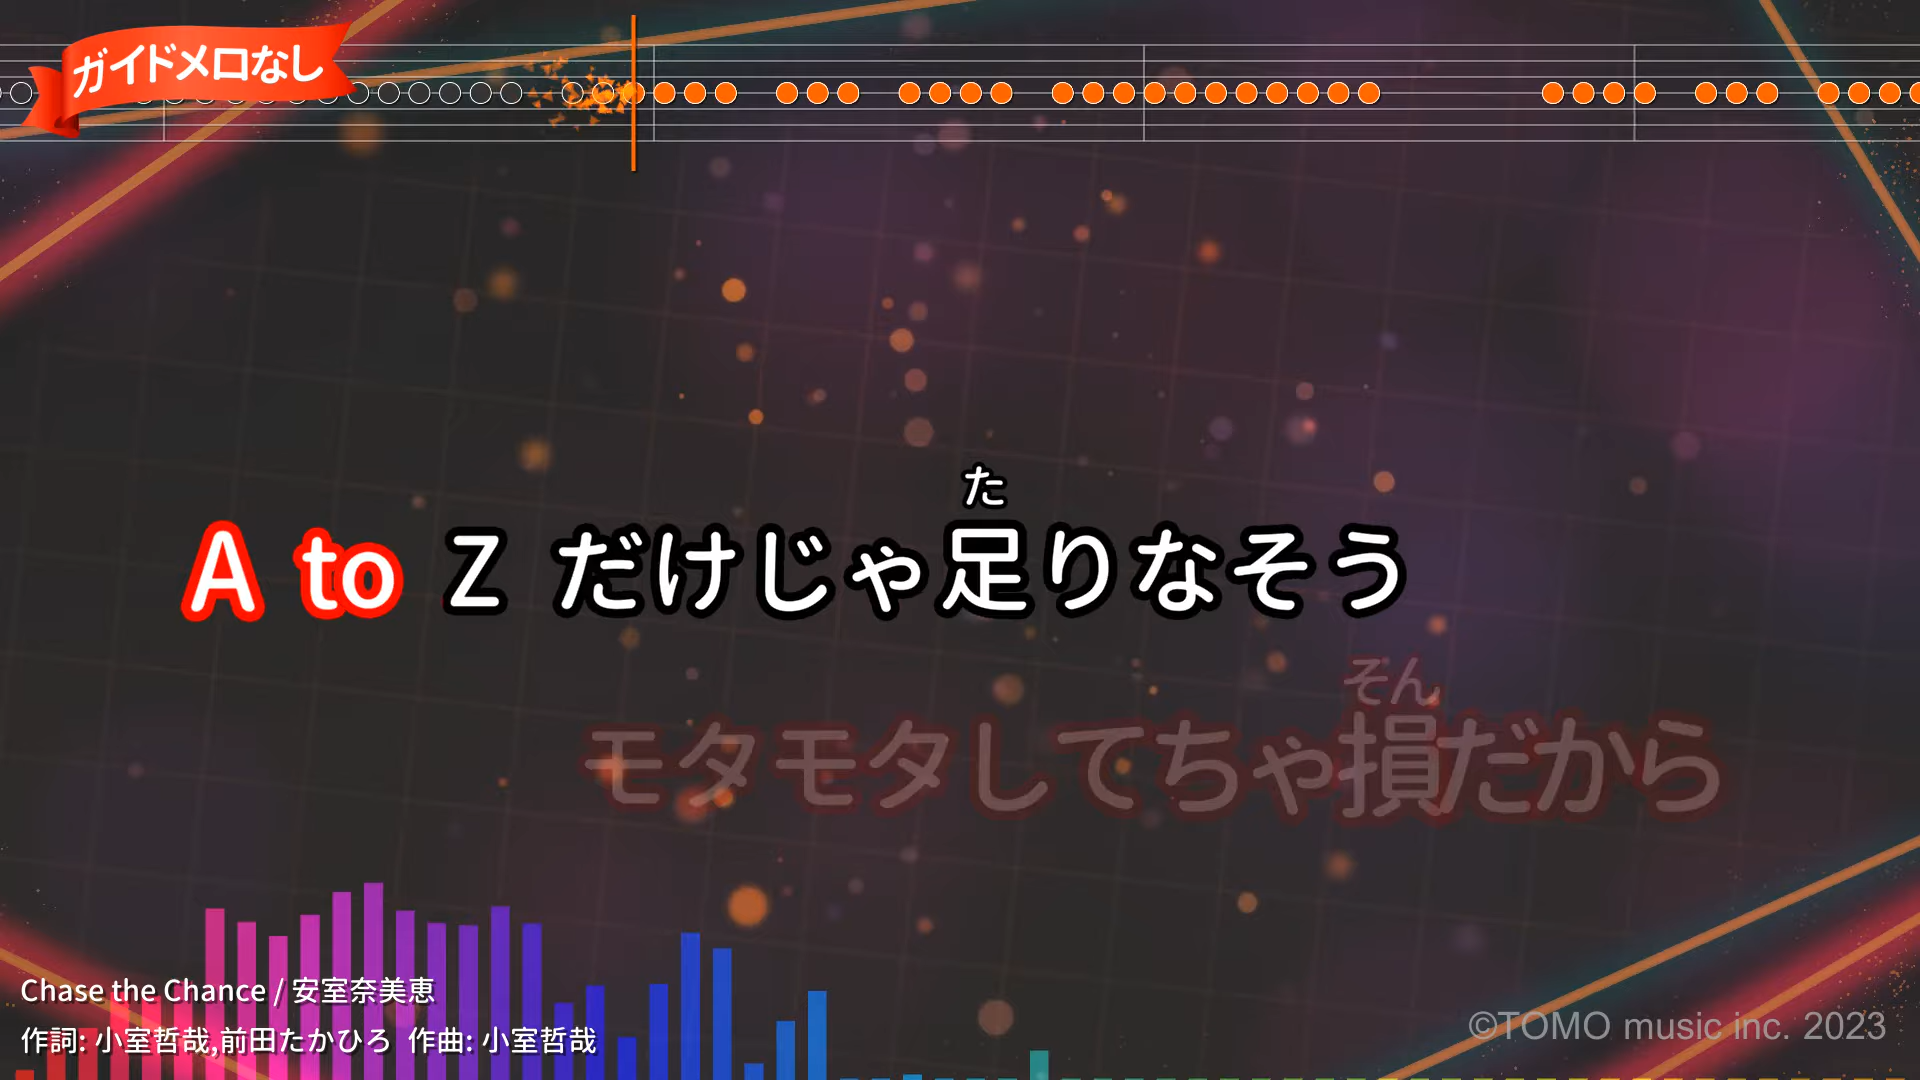 ガイドメロなし
た
A to Z だけじゃ足りなそう
そん
モタモタしてちゃ損だから
Chase the Chance / 安室奈美恵
作詞: 小室哲哉,前田たかひろ 作曲: 小室哲哉
©TOMO music inc. 2023